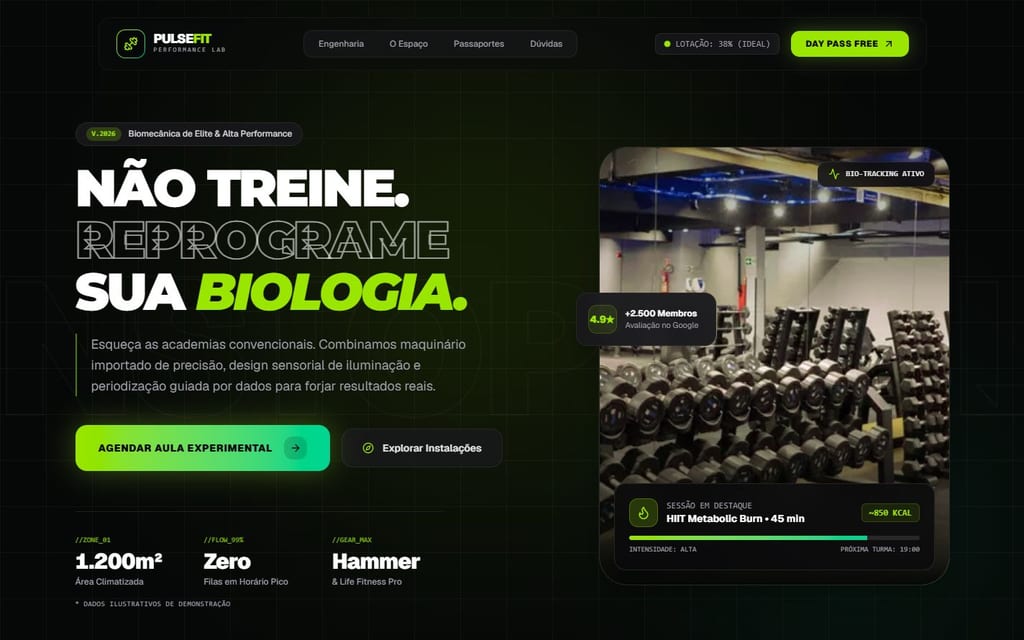 PULSEFIT
PERFORMANCE LAB
Engenharia
O Espaço
Passaportes
Dúvidas
LOTAÇÃO: 38% (IDEAL)
DAY PASS FREE
V.2026
Biomecânica de Elite & Alta Performance
NÃO TREINE.
REPROGRAME
SUA BIOLOGIA.
Esqueça as academias convencionais. Combinamos maquinário
importado de precisão, design sensorial de iluminação e
periodização guiada por dados para forjar resultados reais.
AGENDAR AULA EXPERIMENTAL
Explorar Instalações
//ZONE_01
1.200m²
Área Climatizada
//FLOW_99%
Zero
Filas em Horário Pico
//GEAR_MAX
Hammer
& Life Fitness Pro
* DADOS ILUSTRATIVOS DE DEMONSTRAÇÃO
BIO-TRACKING ATIVO
4.9★
+2.500 Membros
Avaliação no Google
SESSÃO EM DESTAQUE
HIIT Metabolic Burn • 45 min
~850 KCAL
INTENSIDADE: ALTA
PRÓXIMA TURMA: 19:00